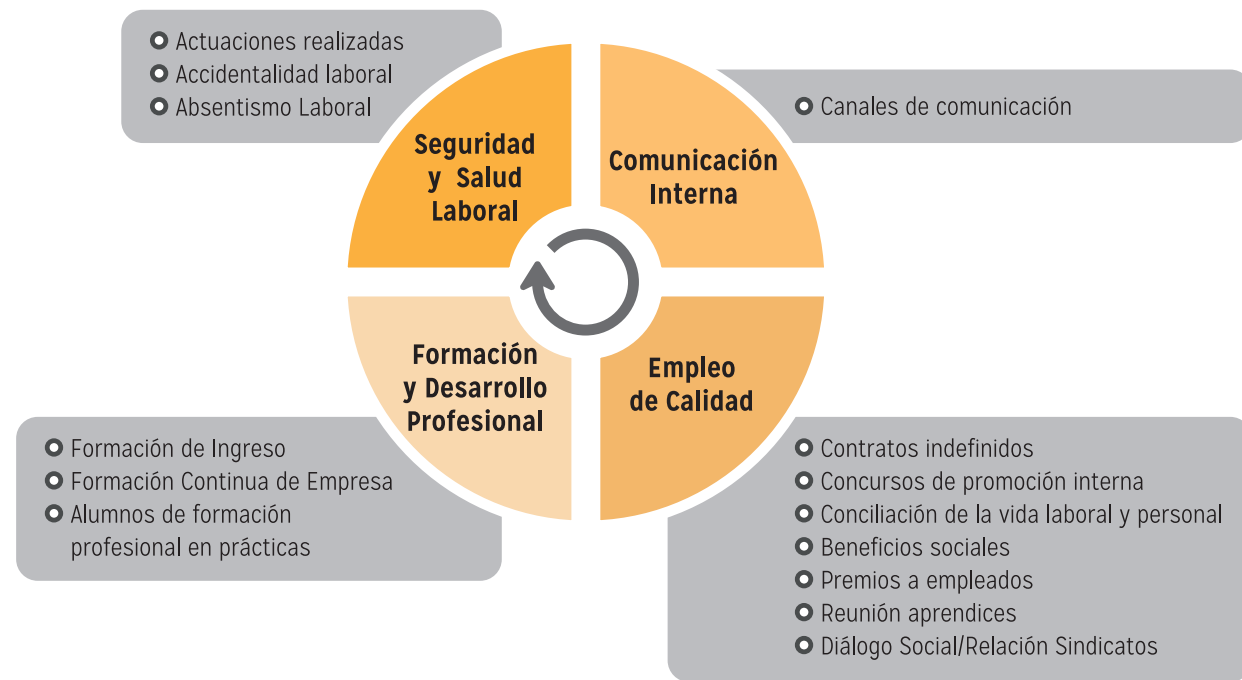 Actuaciones realizadas
Accidentalidad laboral
Absentismo Laboral
Seguridad
y Salud
Laboral
Comunicación
Interna
Canales de comunicación
Formación
y Desarrollo
Profesional
Formación de Ingreso
Formación Continua de Empresa
Alumnos de formación
profesional en prácticas
Empleo
de Calidad
Contratos indefinidos
Concursos de promoción interna
Conciliación de la vida laboral y personal
Beneficios sociales
Premios a empleados
Reunión aprendices
Diálogo Social/Relación Sindicatos